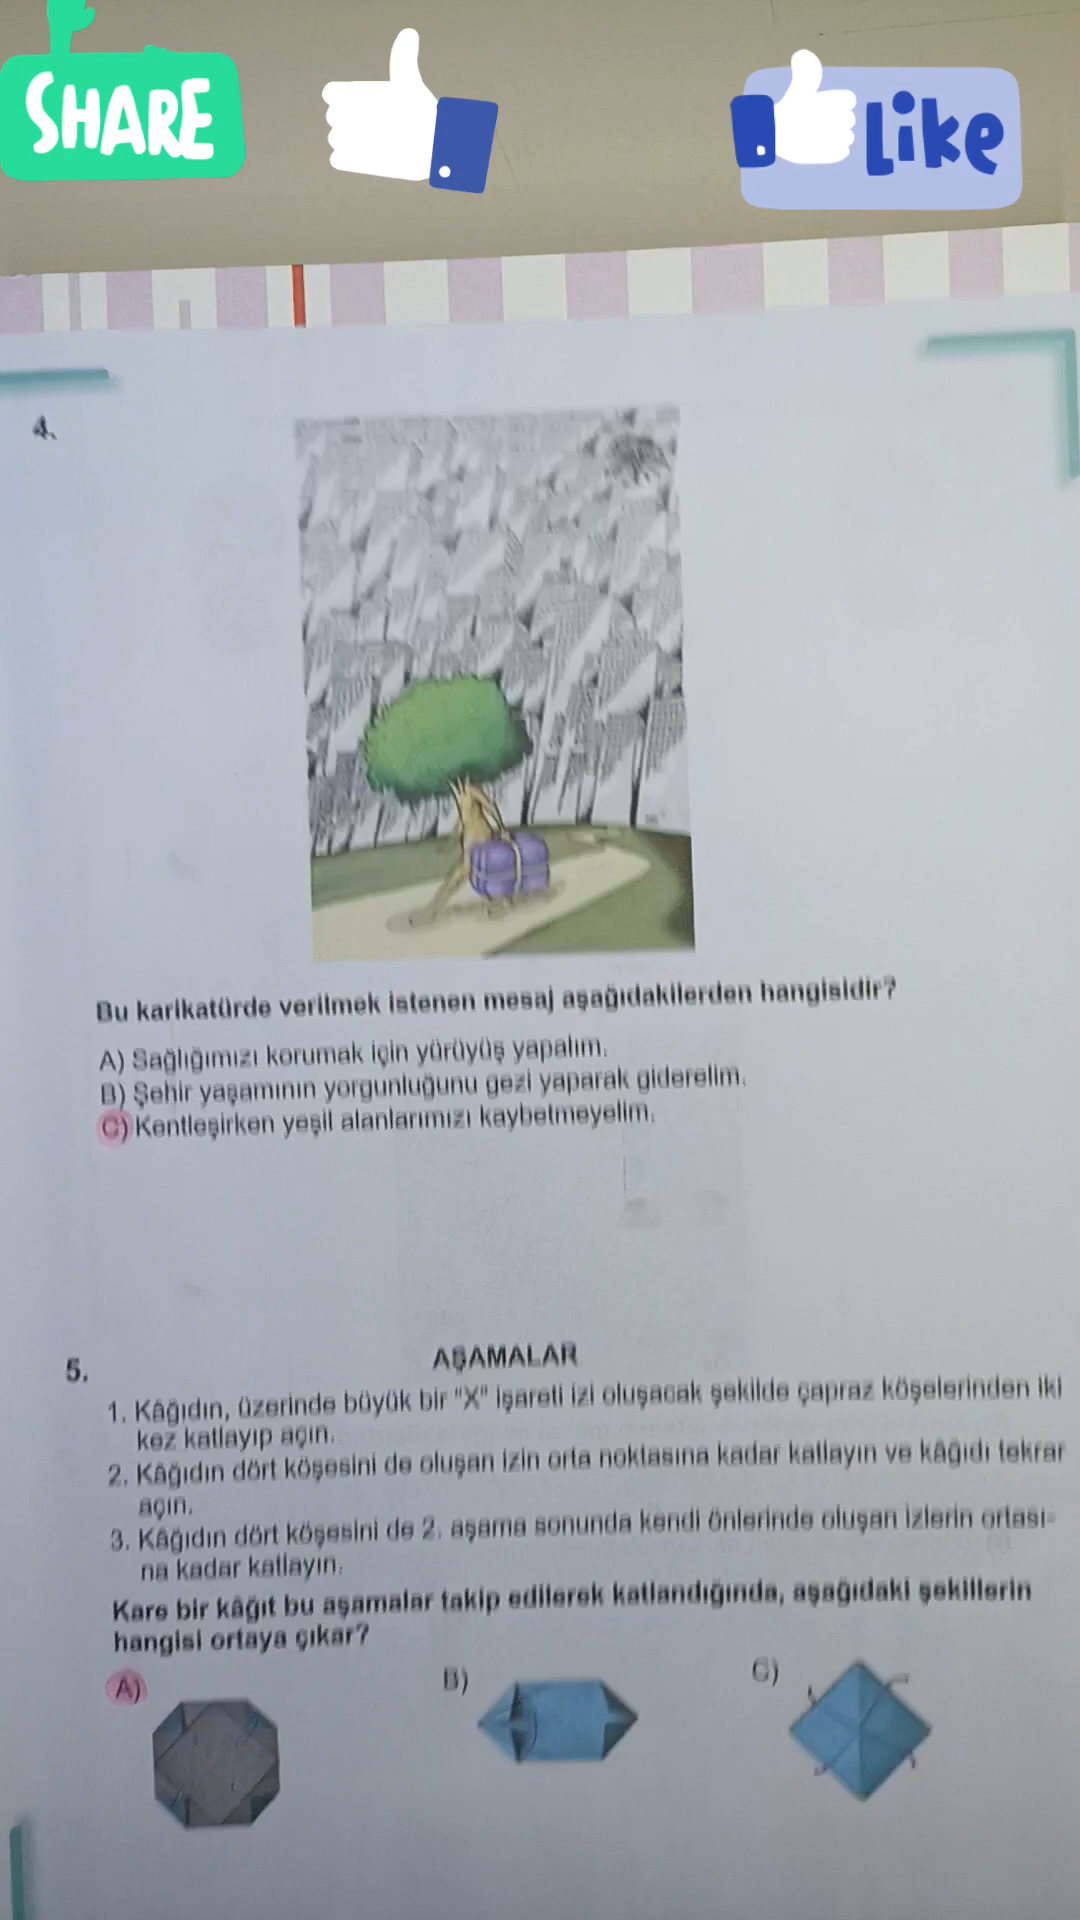 SHARE
Like
4.
Bu karikatürde verilmek istenen mesaj aşağıdakilerden hangisidir?
A) Sağlığımızı korumak için yürüyüş yapalım.
B) Şehir yaşamının yorgunluğunu gezi yaparak giderelim.
C) Kentleşirken yeşil alanlarımızı kaybetmeyelim.
5.
AŞAMALAR
1. Kâğıdın, üzerinde büyük bir "X" işareti izi oluşacak şekilde çapraz köşelerinden iki
kez katlayıp açın.
2. Kâğıdın dört köşesini de oluşan izin orta noktasına kadar katlayın ve kâğıdı tekrar
açın.
3. Kâğıdın dört köşesini de 2. aşama sonunda kendi önlerinde oluşan izlerin ortası-
na kadar katlayın.
Kare bir kâğıt bu aşamalar takip edilerek katlandığında, aşağıdaki şekillerin
hangisi ortaya çıkar?
A)
B)
C)